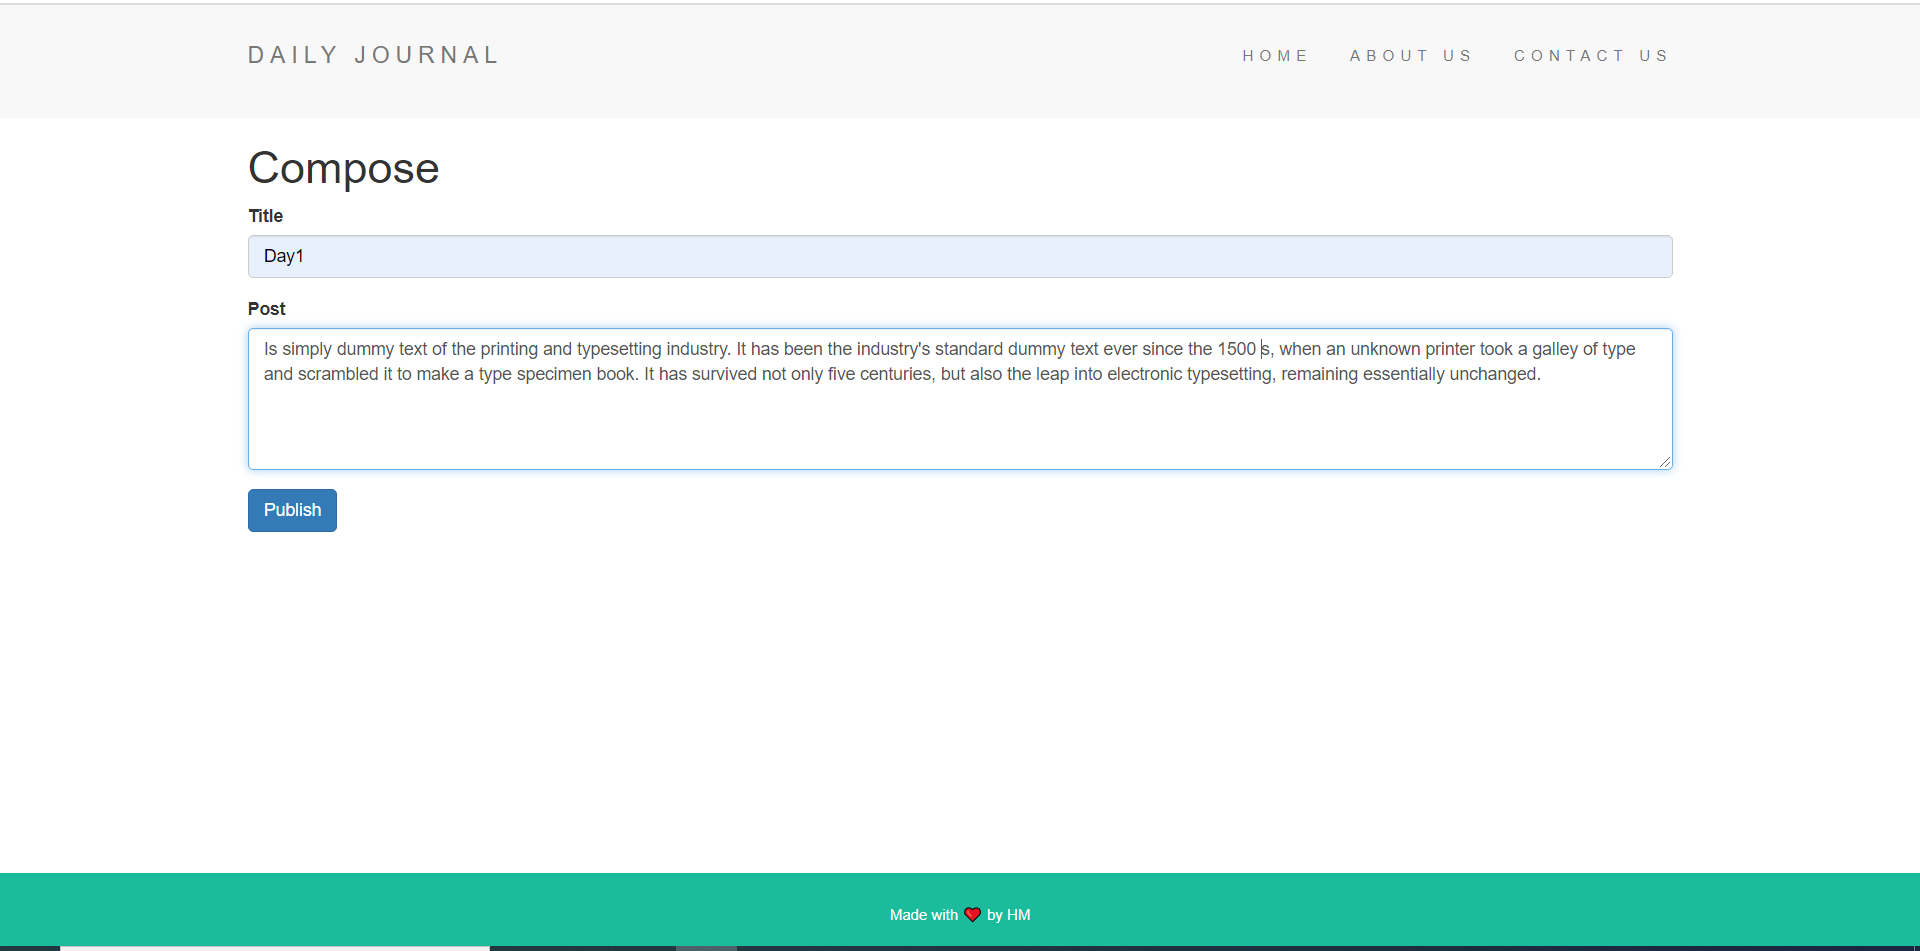 DAILY JOURNAL
HOME ABOUT US CONTACT US
Compose
Title
Day1
Post
Is simply dummy text of the printing and typesetting industry. It has been the industry's standard dummy text ever since the 1500 s, when an unknown printer took a galley of type
and scrambled it to make a type specimen book. It has survived not only five centuries, but also the leap into electronic typesetting, remaining essentially unchanged.
Publish
Made with ❤ by HM